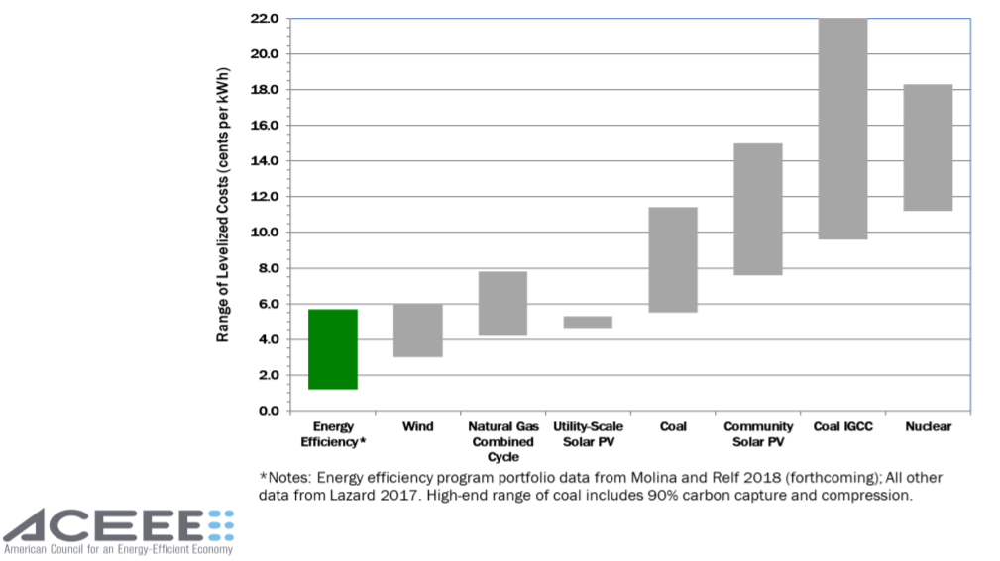 22.0
20.0
18.0
16.0
14.0
12.0
10.0
8.0
6.0
4.0
2.0
0.0
Range of Levelized Costs (cents per kWh)
Energy
Efficiency*
Wind
Natural Gas
Combined
Cycle
Utility-Scale
Solar PV
Coal
Community
Solar PV
Coal IGCC
Nuclear
*Notes: Energy efficiency program portfolio data from Molina and Relf 2018 (forthcoming); All other
data from Lazard 2017. High-end range of coal includes 90% carbon capture and compression.
ACEEE
American Council for an Energy-Efficient Economy